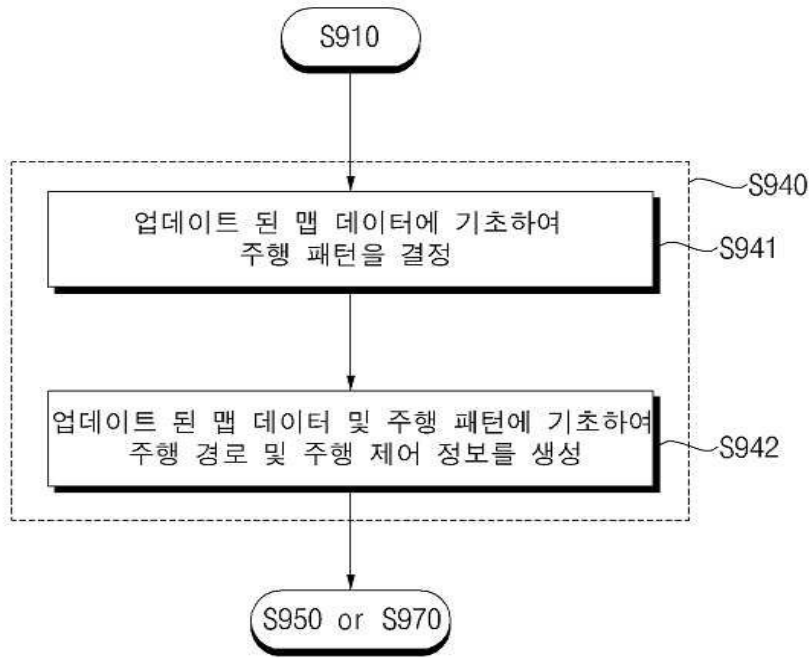 S910
S940
업데이트 된 맵 데이터에 기초하여
주행 패턴을 결정
S941
업데이트 된 맵 데이터 및 주행 패턴에 기초하여
주행 경로 및 주행 제어 정보를 생성
S942
S950 or S970